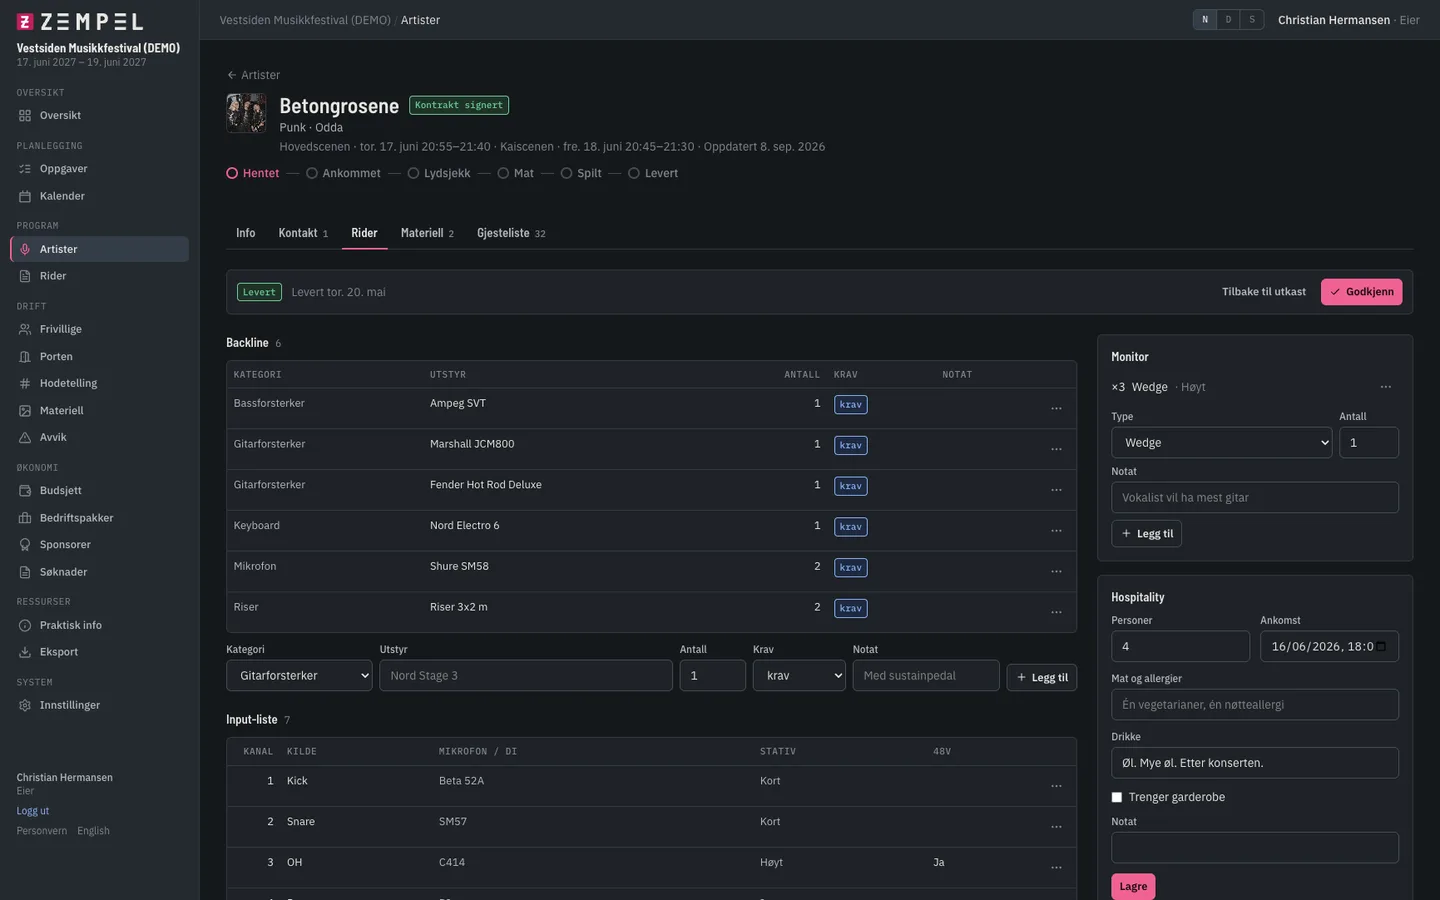 ZEMPEL
Vestsiden Musikkfestival (DEMO)
17. juni 2027 – 19. juni 2027
OVERSIKT
Oversikt
PLANLEGGING
Oppgaver
Kalender
PROGRAM
Artister
Rider
DRIFT
Frivillige
Porten
Hodetelling
Materiell
Avvik
ØKONOMI
Budsjett
Bedriftspakker
Sponsorer
Søknader
RESSURSER
Praktisk info
Eksport
SYSTEM
Innstillinger
Christian Hermansen
Eier
Logg ut
Personvern English
Vestsiden Musikkfestival (DEMO) / Artister
N D S Christian Hermansen · Eier
← Artister
Betongrosene Kontrakt signert
Punk · Odda
Hovedscenen · tor. 17. juni 20:55–21:40 · Kaiscenen · fre. 18. juni 20:45–21:30 · Oppdatert 8. sep. 2026
Hentet — Ankommet — Lydsjekk — Mat — Spilt — Levert
Info Kontakt 1 Rider Materiell 2 Gjesteliste 32
Levert Levert tor. 20. mai Tilbake til utkast Godkjenn
Backline 6
KATEGORI UTSTYR ANTALL KRAV NOTAT
Bassforsterker Ampeg SVT 1 krav ...
Gitarforsterker Marshall JCM800 1 krav ...
Gitarforsterker Fender Hot Rod Deluxe 1 krav ...
Keyboard Nord Electro 6 1 krav ...
Mikrofon Shure SM58 2 krav ...
Riser Riser 3x2 m 2 krav ...
Kategori Utstyr Antall Krav Notat
Gitarforsterker Nord Stage 3 1 krav Med sustainpedal + Legg til
Input-liste 7
KANAL KILDE MIKROFON / DI STATIV 48V
1 Kick Beta 52A Kort ...
2 Snare SM57 Kort ...
3 OH C414 Høyt Ja ...
Monitor
×3 Wedge · Høyt ...
Type Antall
Wedge 1
Notat
Vokalist vil ha mest gitar
+ Legg til
Hospitality
Personer Ankomst
4 16/06/2026, 18:0
Mat og allergier
Én vegetarianer, én nøtteallergi
Drikke
Øl. Mye øl. Etter konserten.
Trenger garderobe
Notat
Lagre